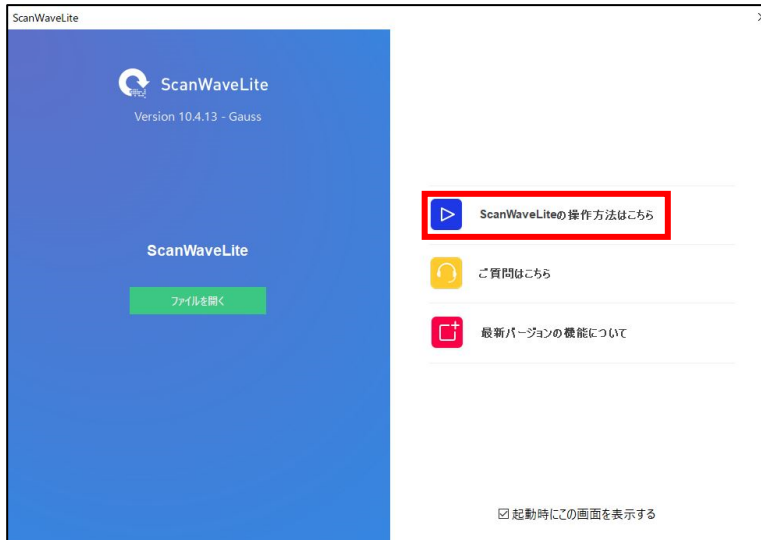 ScanWaveLite
ScanWaveLite
Version 10.4.13 - Gauss
ScanWaveLite
ファイルを開く
ScanWaveLiteの操作方法はこちら
ご質問はこちら
最新バージョンの機能について
起動時にこの画面を表示する